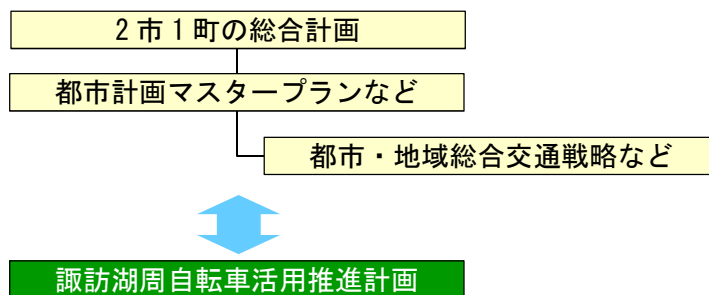 2市1町の総合計画
都市計画マスタープランなど
都市・地域総合交通戦略など
諏訪湖周自転車活用推進計画